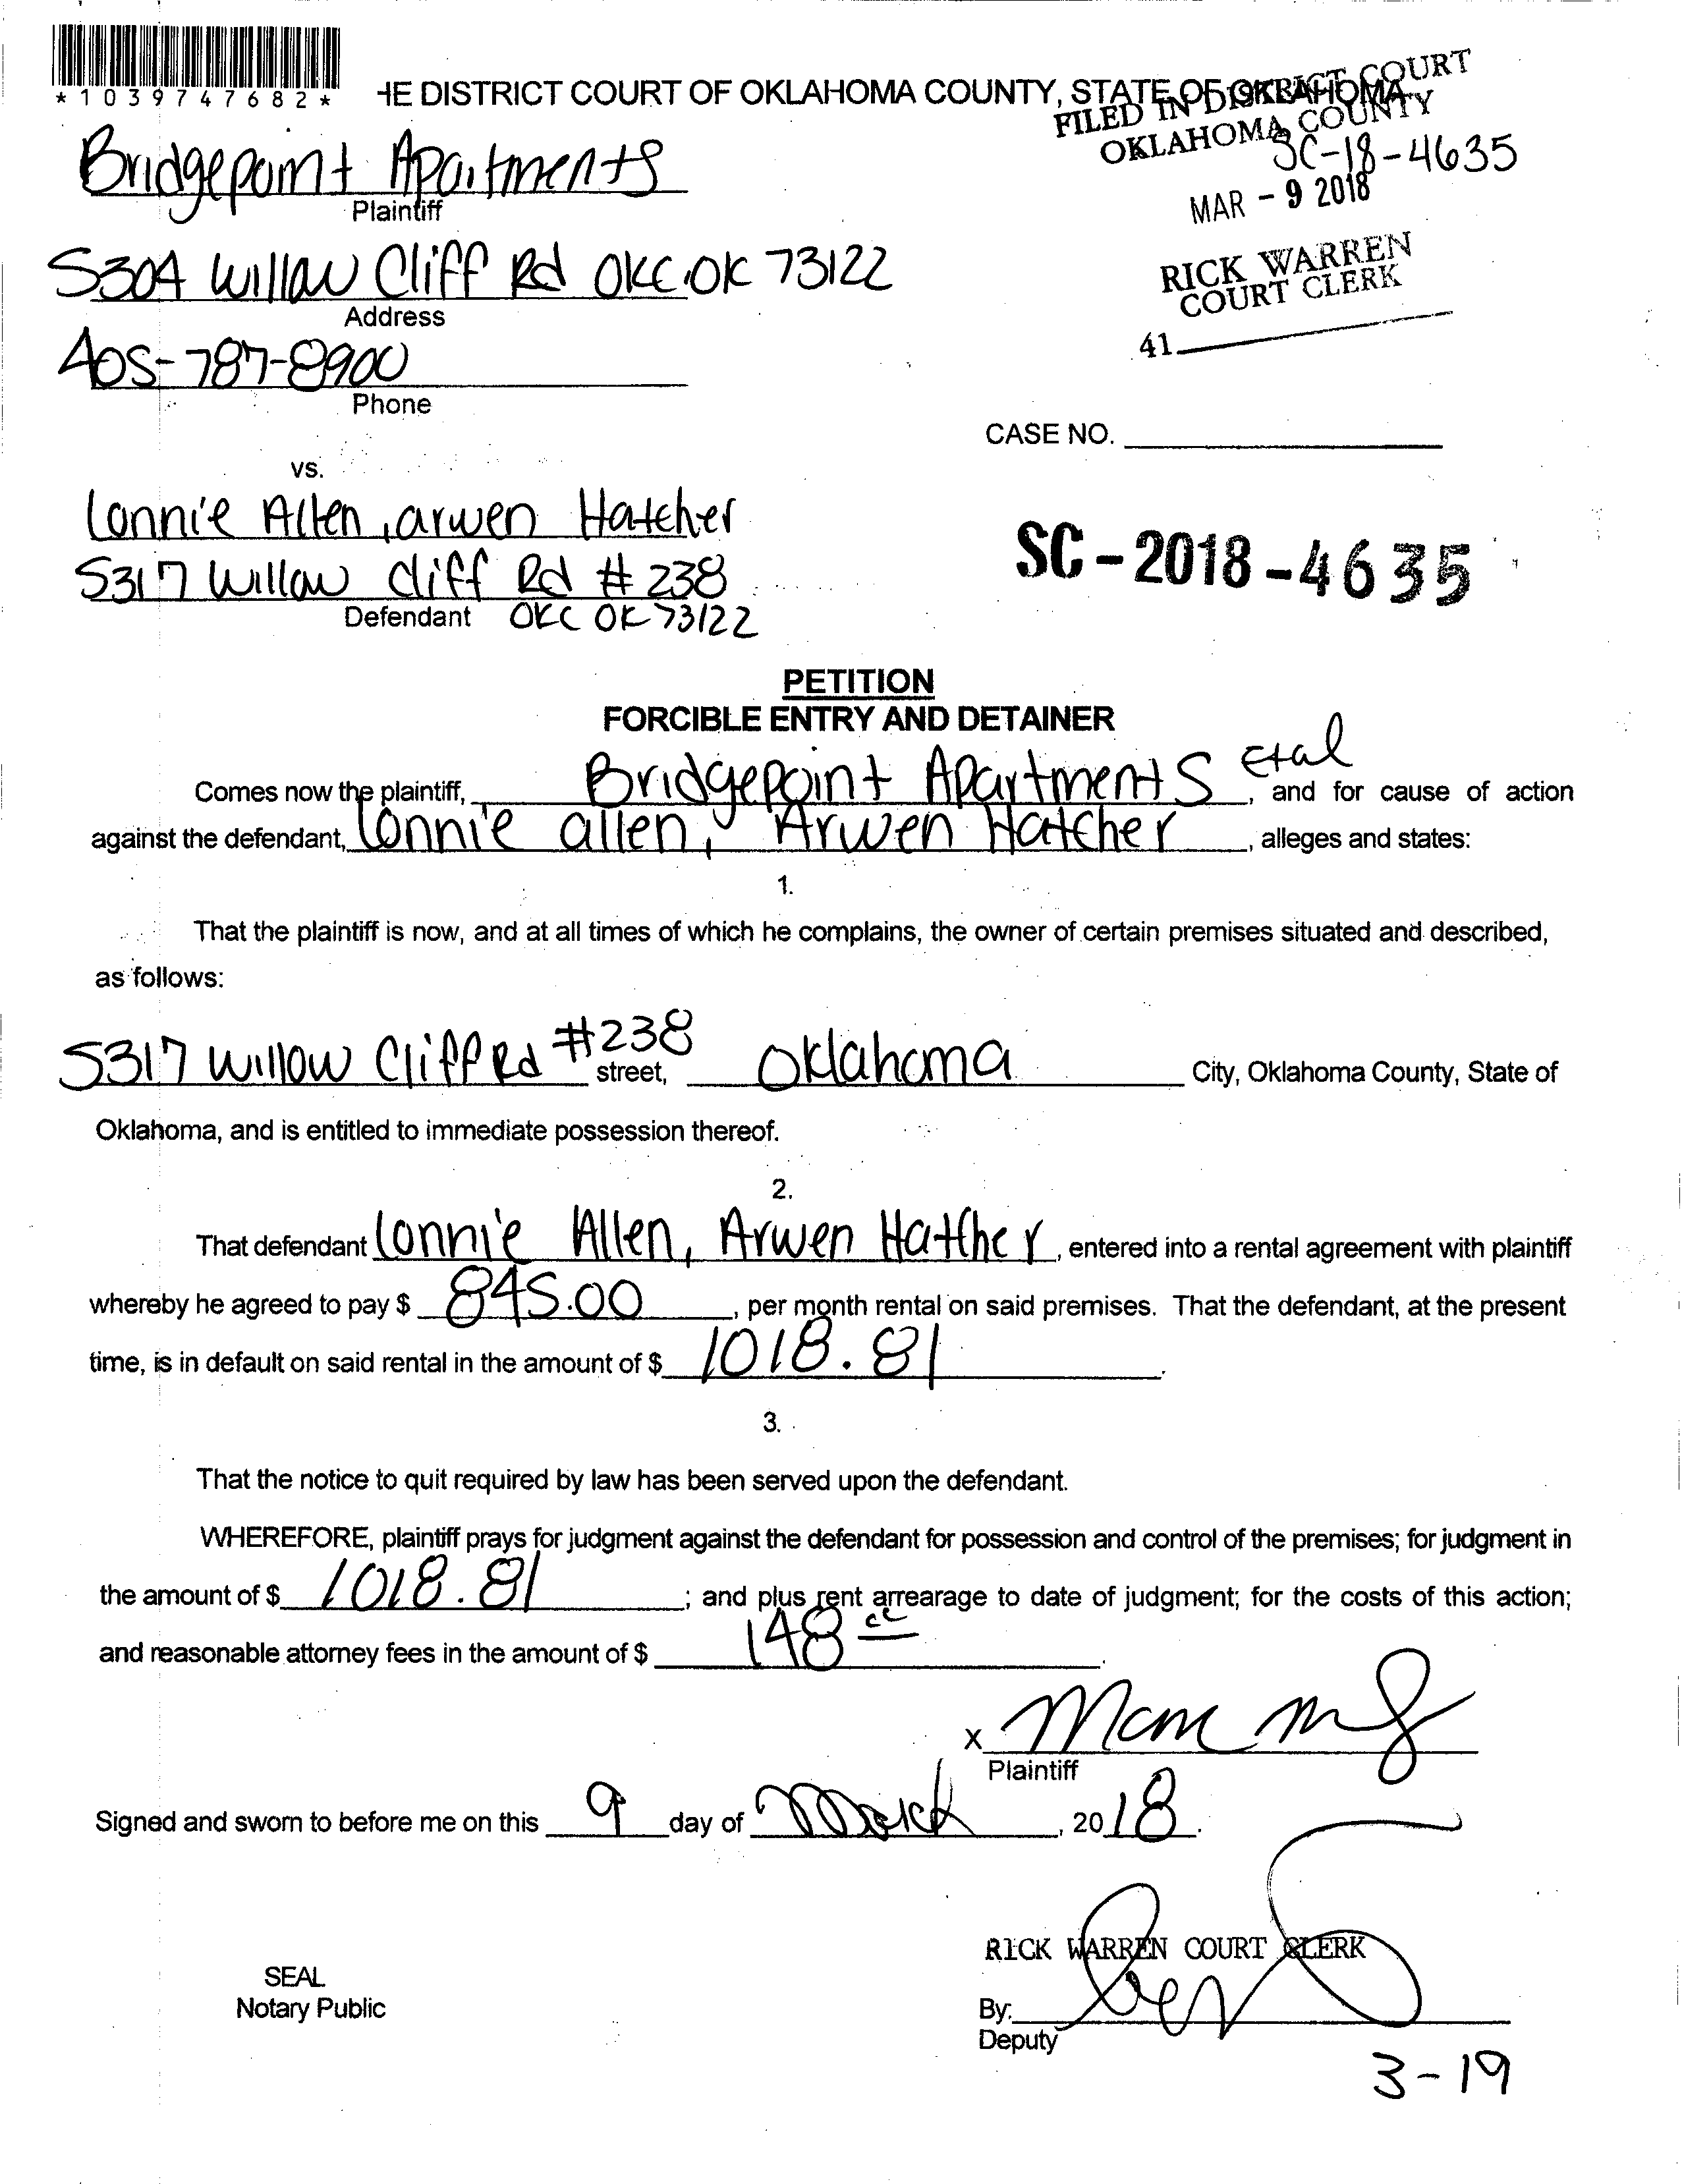 *1039747682*
HE DISTRICT COURT OF OKLAHOMA COUNTY, STATE OF OKLAHOMA
FILED IN DISTRICT COURT
OKLAHOMA COUNTY
SC-18-4635
MAR - 9 2018
RICK WARREN
COURT CLERK
41
Bridgepoint Apartments
Plaintiff
5304 Willow Cliff Rd OKC OK 73122
Address
405-787-8900
Phone
CASE NO.
vs.
Lonnie Allen, arwen Hatcher
5317 Willow Cliff Rd #238
Defendant OKC OK 73122
SC-2018-4635
PETITION
FORCIBLE ENTRY AND DETAINER
Comes now the plaintiff, Bridgepoint Apartments Etal, and for cause of action
against the defendant, Lonnie allen, Arwen Hatcher, alleges and states:
1.
That the plaintiff is now, and at all times of which he complains, the owner of certain premises situated and described,
as follows:
5317 Willow Cliff Rd #238 street, Oklahoma City, Oklahoma County, State of
Oklahoma, and is entitled to immediate possession thereof.
2.
That defendant Lonnie Allen, Arwen Hatcher, entered into a rental agreement with plaintiff
whereby he agreed to pay $ 845.00, per month rental on said premises. That the defendant, at the present
time, is in default on said rental in the amount of $ 1018.81.
3.
That the notice to quit required by law has been served upon the defendant.
WHEREFORE, plaintiff prays for judgment against the defendant for possession and control of the premises; for judgment in
the amount of $ 1018.81; and plus rent arrearage to date of judgment; for the costs of this action;
and reasonable attorney fees in the amount of $ 148.
X
Plaintiff
Signed and sworn to before me on this 9 day of March, 2018.
RICK WARREN COURT CLERK
SEAL
Notary Public
By:
Deputy
3-19